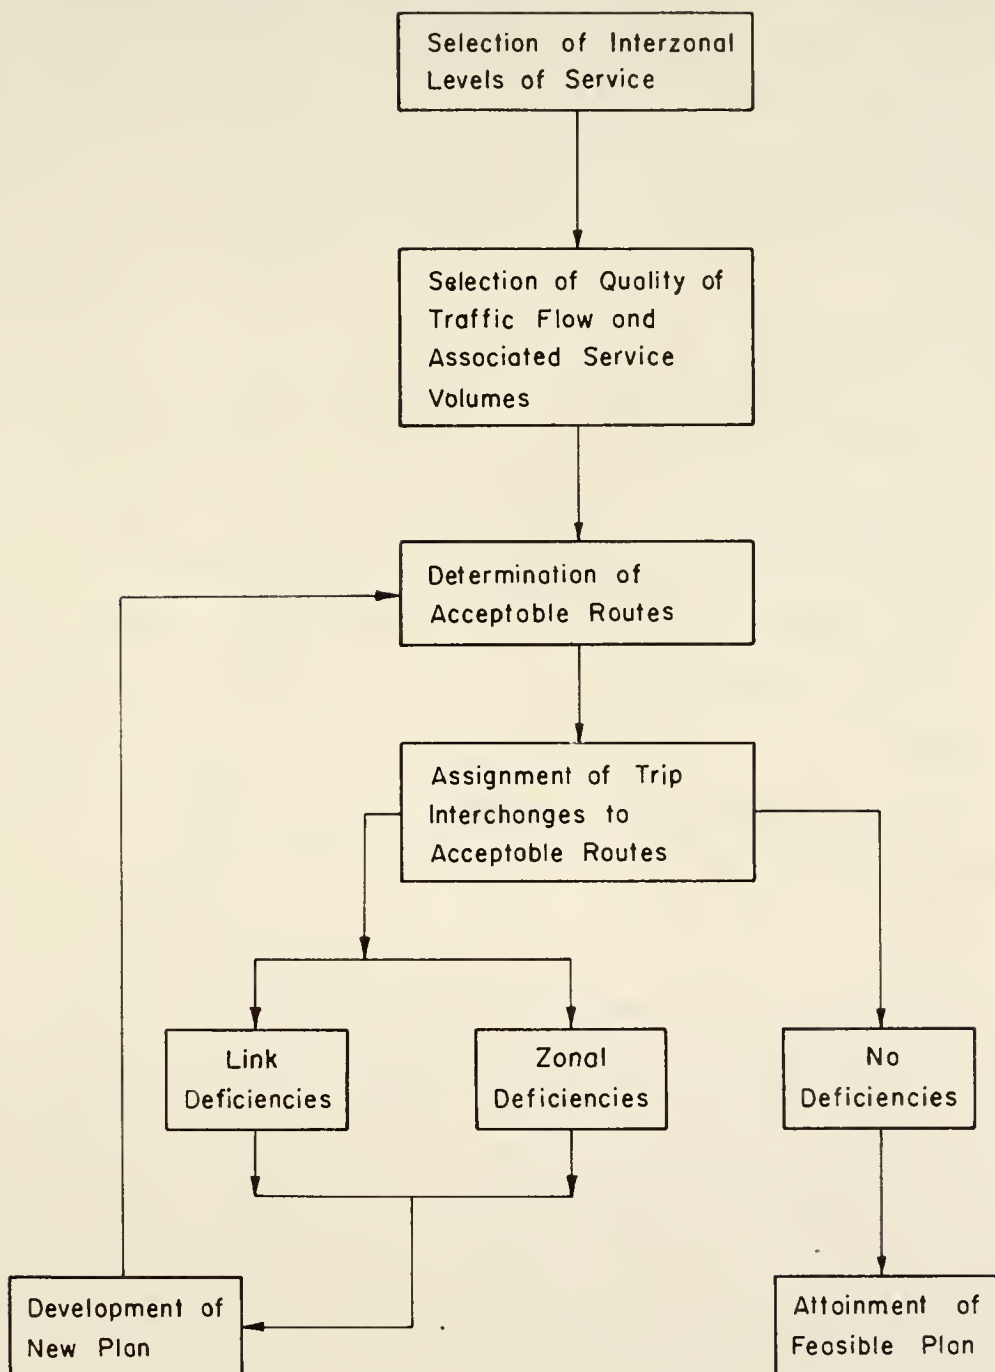 Selection of Interzonal
Levels of Service
Selection of Quality of
Traffic Flow and
Associated Service
Volumes
Determination of
Acceptable Routes
Assignment of Trip
Interchanges to
Acceptable Routes
Link
Deficiencies
Zonal
Deficiencies
No
Deficiencies
Development of
New Plan
Attainment of
Feasible Plan